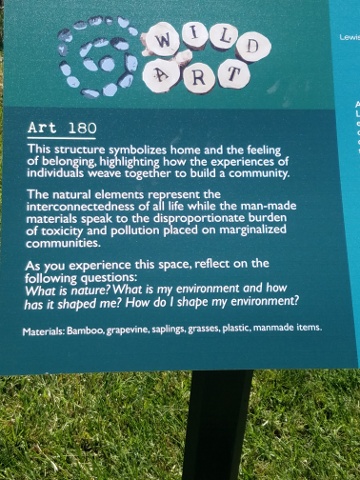 WILD
ART
Lewis
Art 180
This structure symbolizes home and the feeling
of belonging, highlighting how the experiences of
individuals weave together to build a community.
The natural elements represent the
interconnectedness of all life while the man-made
materials speak to the disproportionate burden
of toxicity and pollution placed on marginalized
communities.
As you experience this space, reflect on the
following questions:
What is nature? What is my environment and how
has it shaped me? How do I shape my environment?
Materials: Bamboo, grapevine, saplings, grasses, plastic, manmade items.